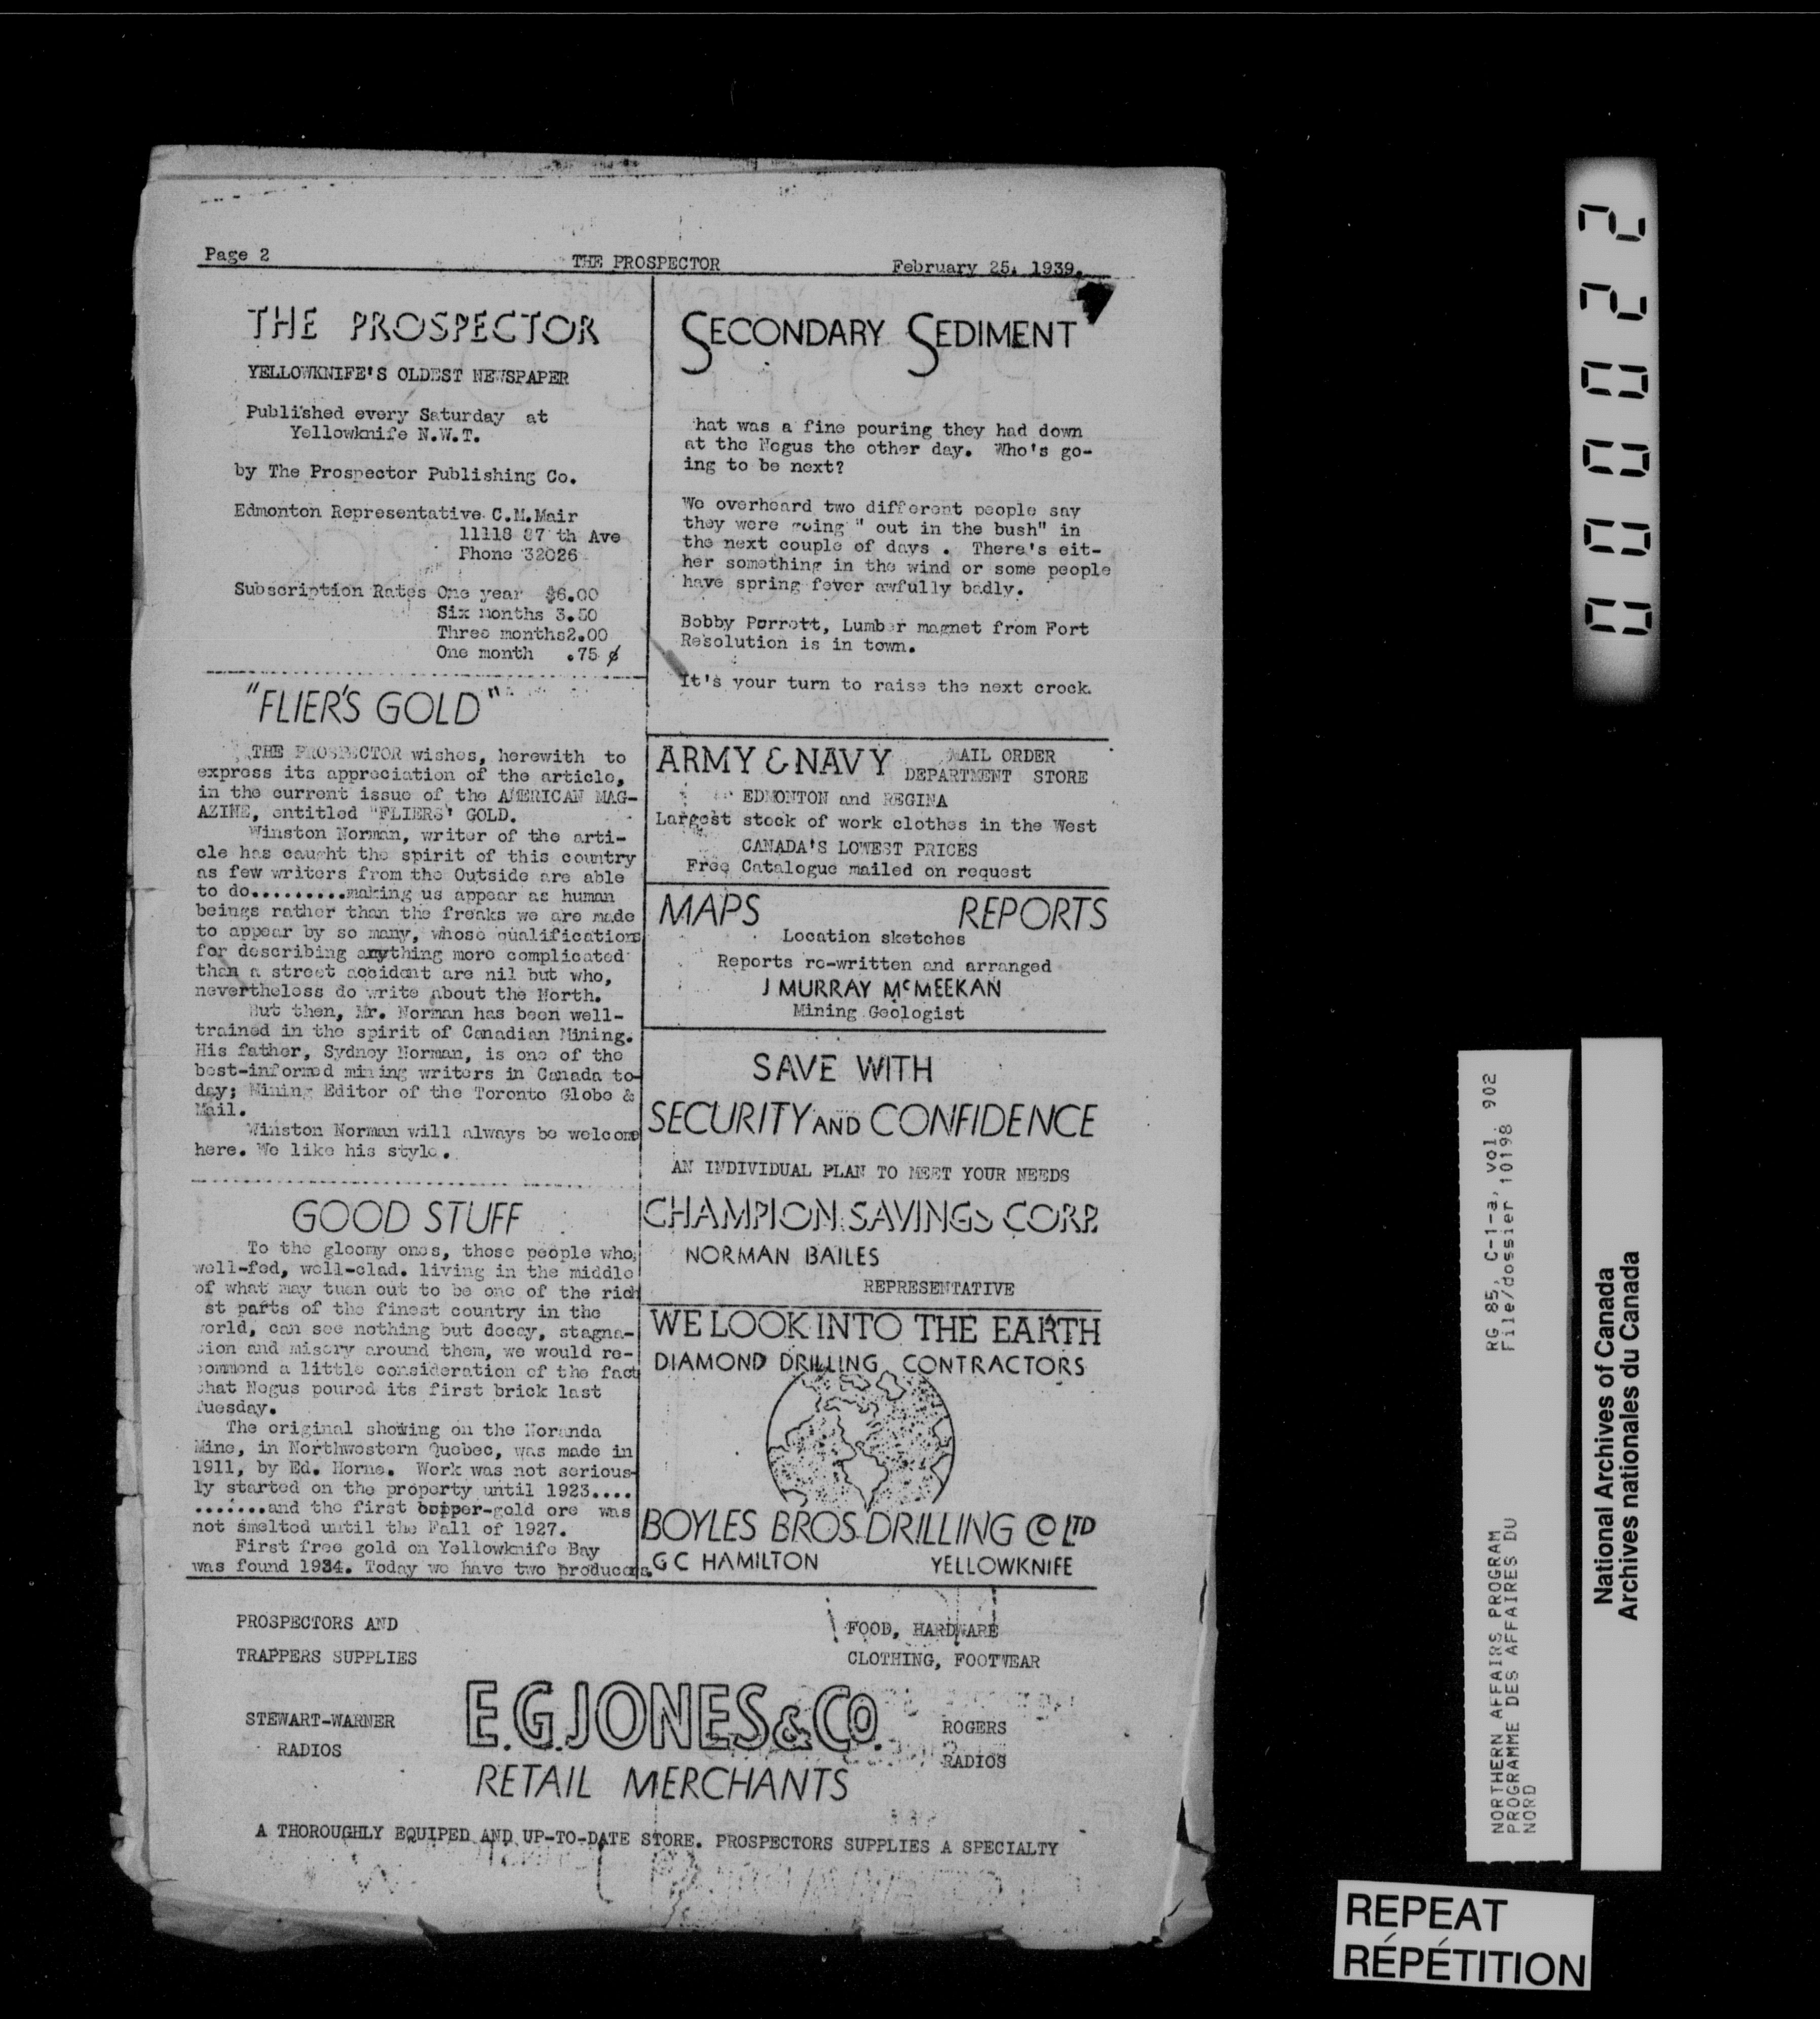 Page 2
THE PROSPECTOR
February 25, 1939.
THE PROSPECTOR
YELLOWKNIFE'S OLDEST NEWSPAPER
Published every Saturday at
Yellowknife N.W.T.
by The Prospector Publishing Co.
Edmonton Representative C.M.Mair
11118 87 th Ave
Phone 32026
Subscription Rates One year $6.00
Six months 3.50
Three months2.00
One month .75 ¢
"FLIER'S GOLD"
THE PROSPECTOR wishes, herewith to
express its appreciation of the article,
in the current issue of the AMERICAN MAG-
AZINE, entitled "FLIERS' GOLD.
Winston Norman, writer of the arti-
cle has caught the spirit of this country
as few writers from the Outside are able
to do.........making us appear as human
beings rather than the freaks we are made
to appear by so many, whose qualifications
for describing anything more complicated
than a street accident are nil but who,
nevertheless do write about the North.
But then, Mr. Norman has been well-
trained in the spirit of Canadian Mining.
His father, Sydney Norman, is one of the
best-informed mining writers in Canada to-
day; Mining Editor of the Toronto Globe &
Mail.
Winston Norman will always be welcome
here. We like his style.
GOOD STUFF
To the gloomy ones, those people who,
well-fed, well-clad. living in the middle
of what may tuen out to be one of the rich
st parts of the finest country in the
orld, can see nothing but decay, stagna-
tion and misery around them, we would re-
commend a little consideration of the fact
that Negus poured its first brick last
Tuesday.
The original showing on the Noranda
Mine, in Northwestern Quebec, was made in
1911, by Ed. Horne. Work was not serious-
ly started on the property until 1923....
.......and the first copper-gold ore was
not smelted until the Fall of 1927.
First free gold on Yellowknife Bay
was found 1934. Today we have two producers.
SECONDARY SEDIMENT
hat was a fine pouring they had down
at the Negus the other day. Who's go-
ing to be next?
We overheard two different people say
they were going " out in the bush" in
the next couple of days . There's eit-
her something in the wind or some people
have spring fever awfully badly.
Bobby Porrott, Lumber magnet from Fort
Resolution is in town.
It's your turn to raise the next crock.
ARMY & NAVY MAIL ORDER
DEPARTMENT STORE
EDMONTON and REGINA
Largest stock of work clothes in the West
CANADA'S LOWEST PRICES
Free Catalogue mailed on request
MAPS REPORTS
Location sketches
Reports re-written and arranged
J MURRAY McMEEKAN
Mining Geologist
SAVE WITH
SECURITY AND CONFIDENCE
AN INDIVIDUAL PLAN TO MEET YOUR NEEDS
CHAMPION SAVINGS CORP.
NORMAN BAILES
REPRESENTATIVE
WE LOOK INTO THE EARTH
DIAMOND DRILLING CONTRACTORS
BOYLES BROS DRILLING CO LTD
G C HAMILTON YELLOWKNIFE
PROSPECTORS AND
TRAPPERS SUPPLIES
FOOD, HARDWARE
CLOTHING, FOOTWEAR
STEWART-WARNER
RADIOS
E.G.JONES & Co.
RETAIL MERCHANTS
ROGERS
RADIOS
A THOROUGHLY EQUIPED AND UP-TO-DATE STORE. PROSPECTORS SUPPLIES A SPECIALTY
000022
RG 85, C-1-a, vol. 902
File/dossier 10198
NORTHERN AFFAIRS PROGRAM
PROGRAMME DES AFFAIRES DU
NORD
National Archives of Canada
Archives nationales du Canada
REPEAT
RÉPÉTITION